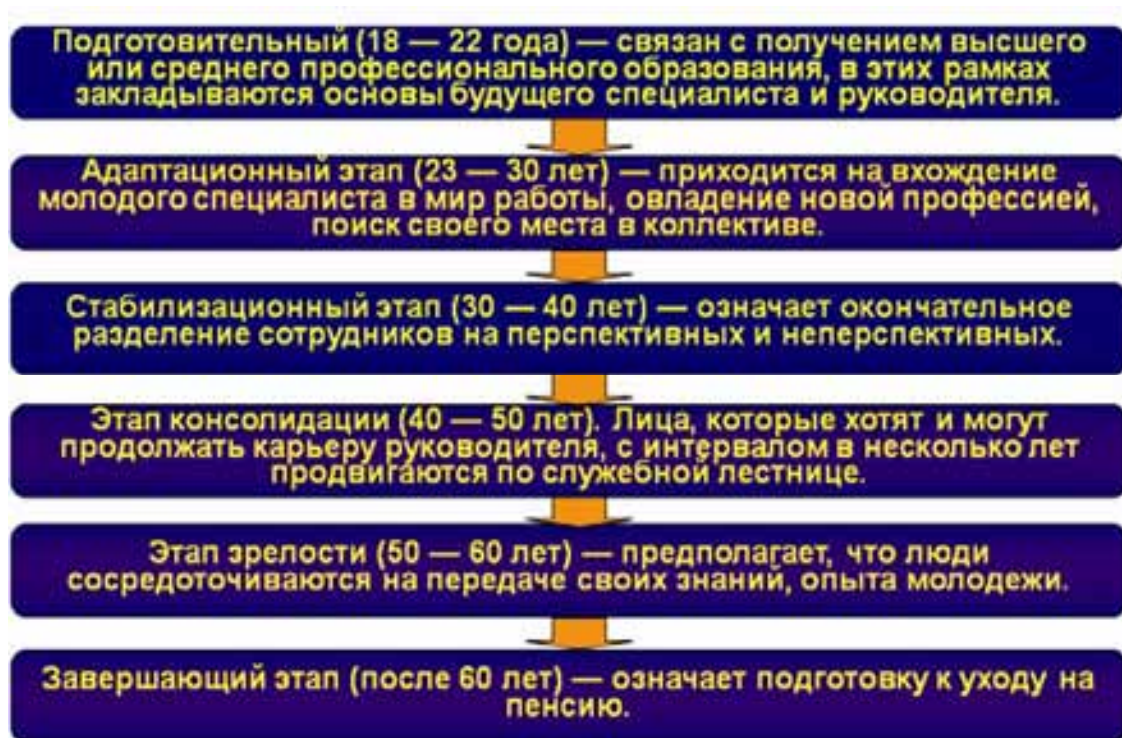 Подготовительный (18 — 22 года) — связан с получением высшего
или среднего профессионального образования, в этих рамках
закладываются основы будущего специалиста и руководителя.
Адаптационный этап (23 — 30 лет) — приходится на вхождение
молодого специалиста в мир работы, овладение новой профессией,
поиск своего места в коллективе.
Стабилизационный этап (30 — 40 лет) — означает окончательное
разделение сотрудников на перспективных и неперспективных.
Этап консолидации (40 — 50 лет). Лица, которые хотят и могут
продолжать карьеру руководителя, с интервалом в несколько лет
продвигаются по служебной лестнице.
Этап зрелости (50 — 60 лет) — предполагает, что люди
сосредоточиваются на передаче своих знаний, опыта молодежи.
Завершающий этап (после 60 лет) — означает подготовку к уходу на
пенсию.